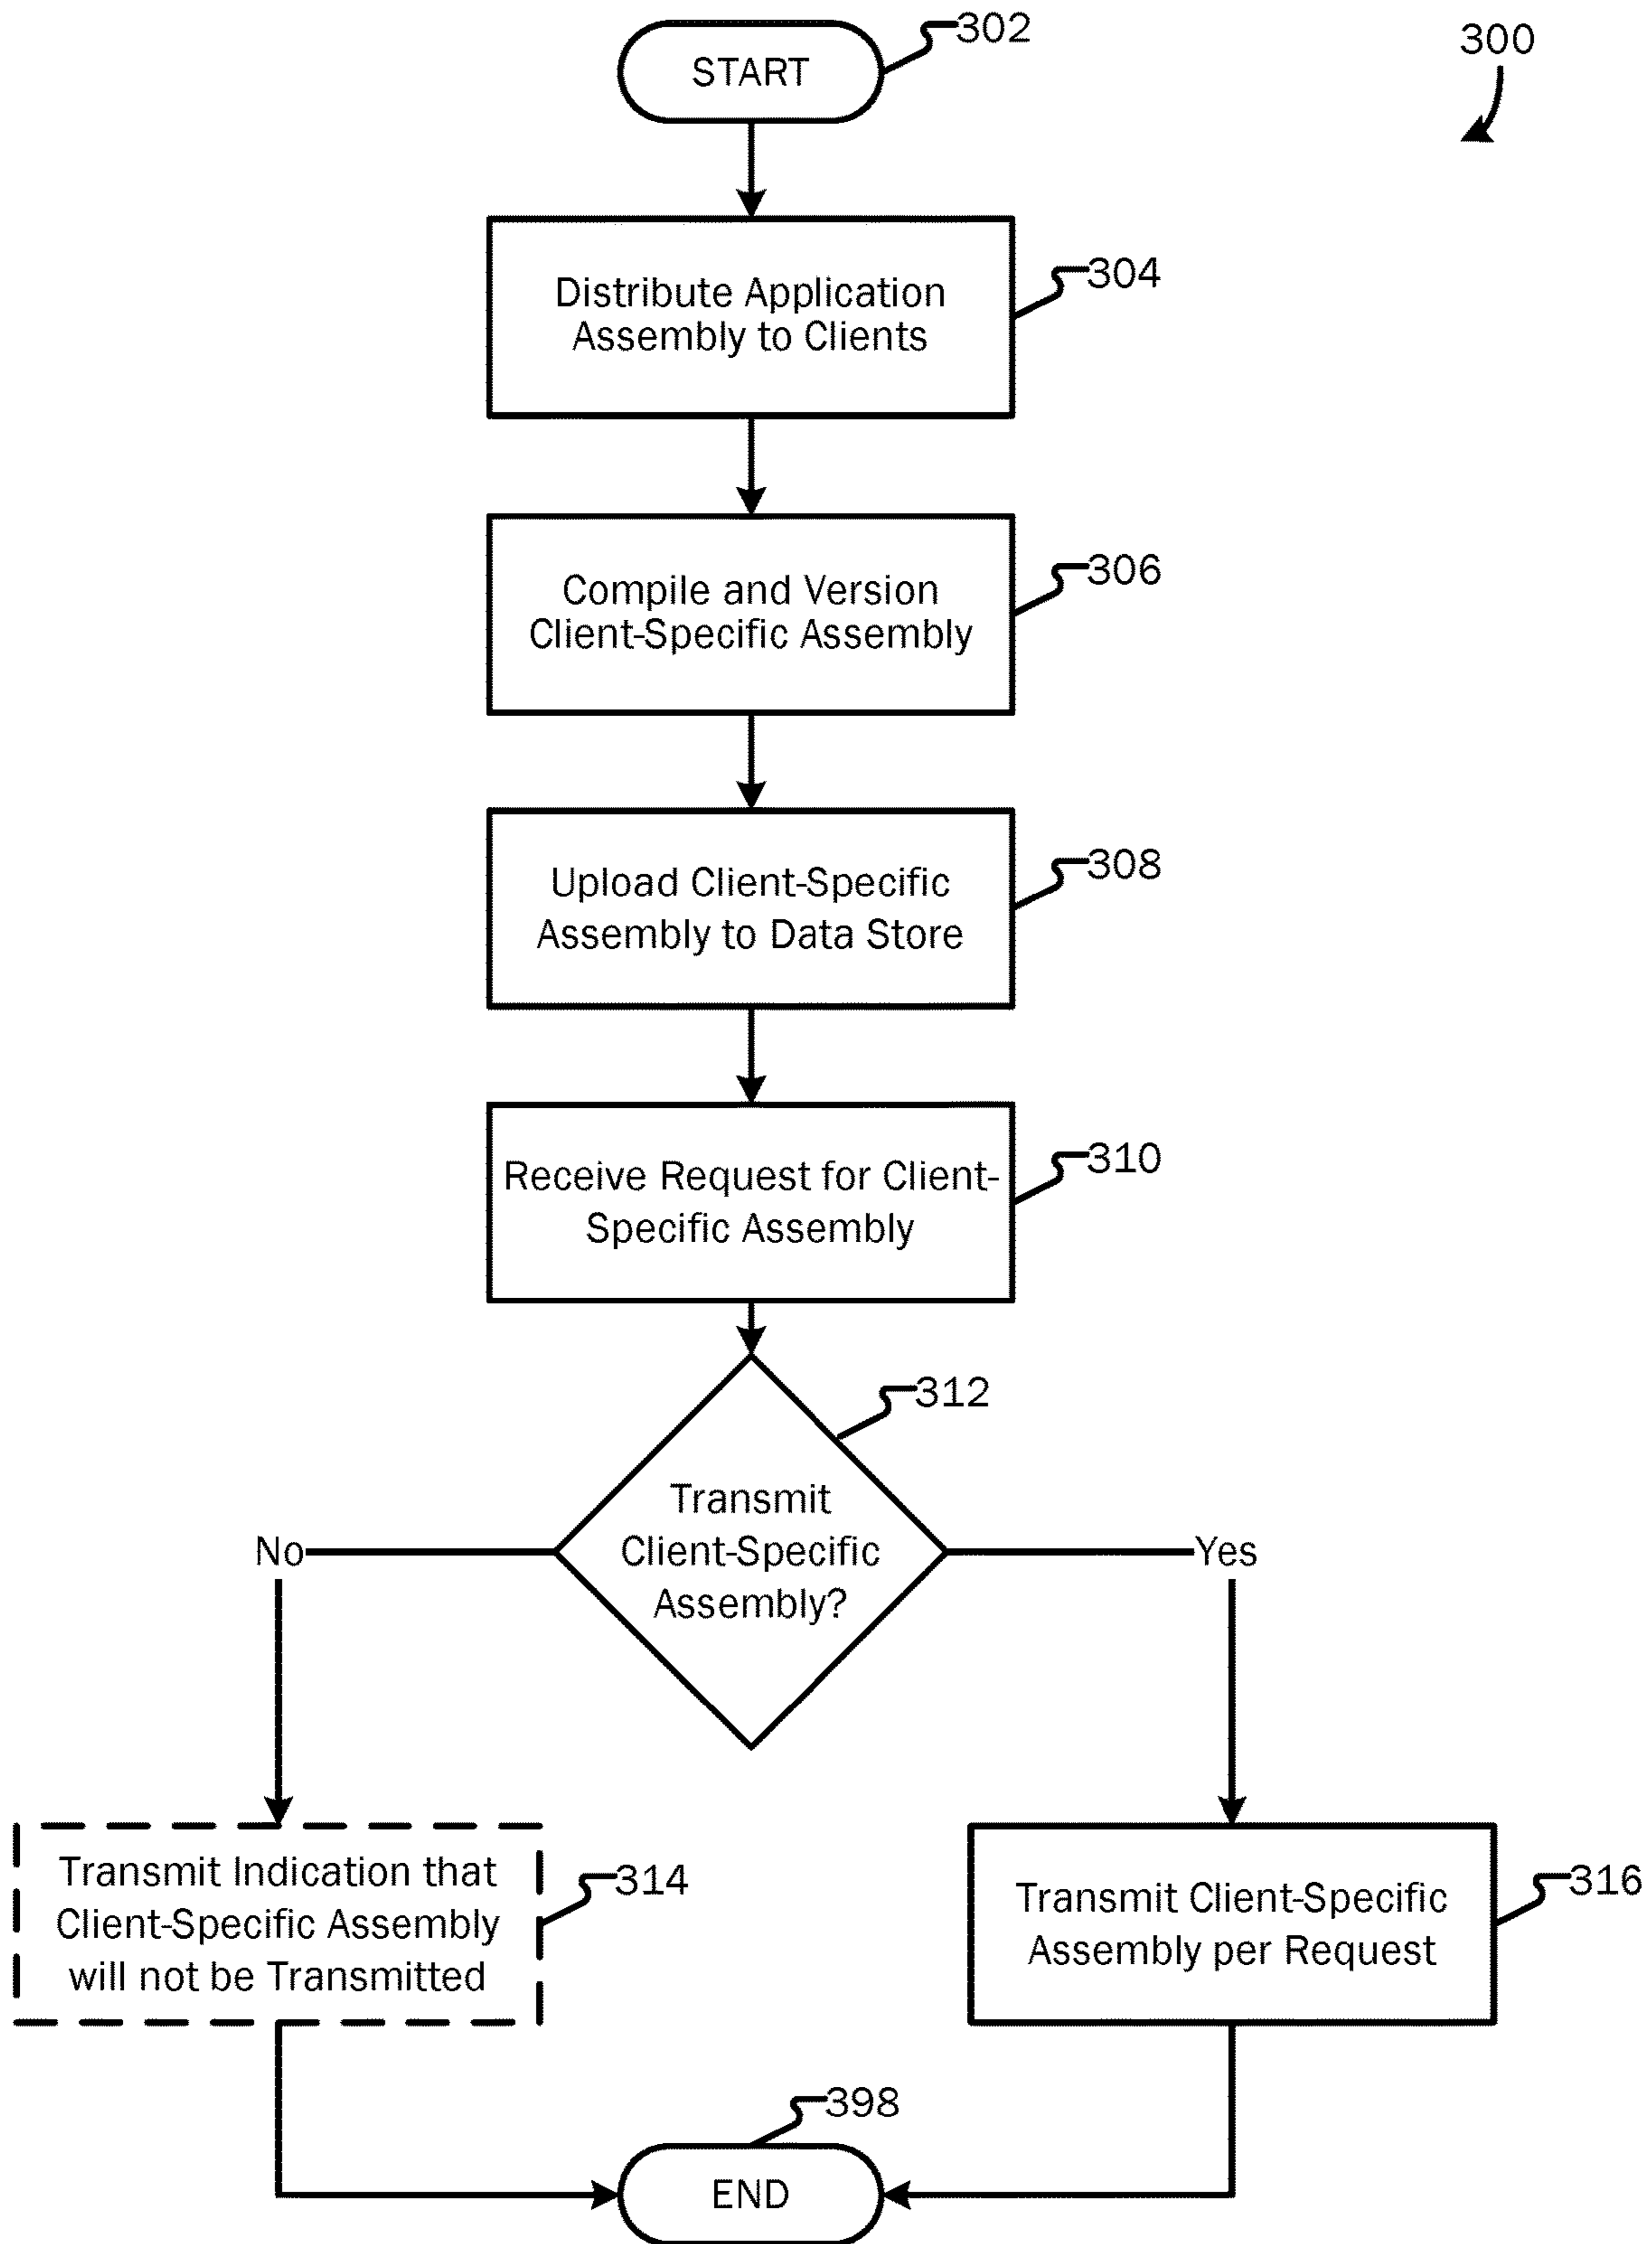 302
300
START
304
Distribute Application
Assembly to Clients
306
Compile and Version
Client-Specific Assembly
308
Upload Client-Specific
Assembly to Data Store
310
Receive Request for Client-
Specific Assembly
312
Transmit
Client-Specific
Assembly?
No
Yes
Transmit Indication that
Client-Specific Assembly
will not be Transmitted
314
Transmit Client-Specific
Assembly per Request
316
398
END